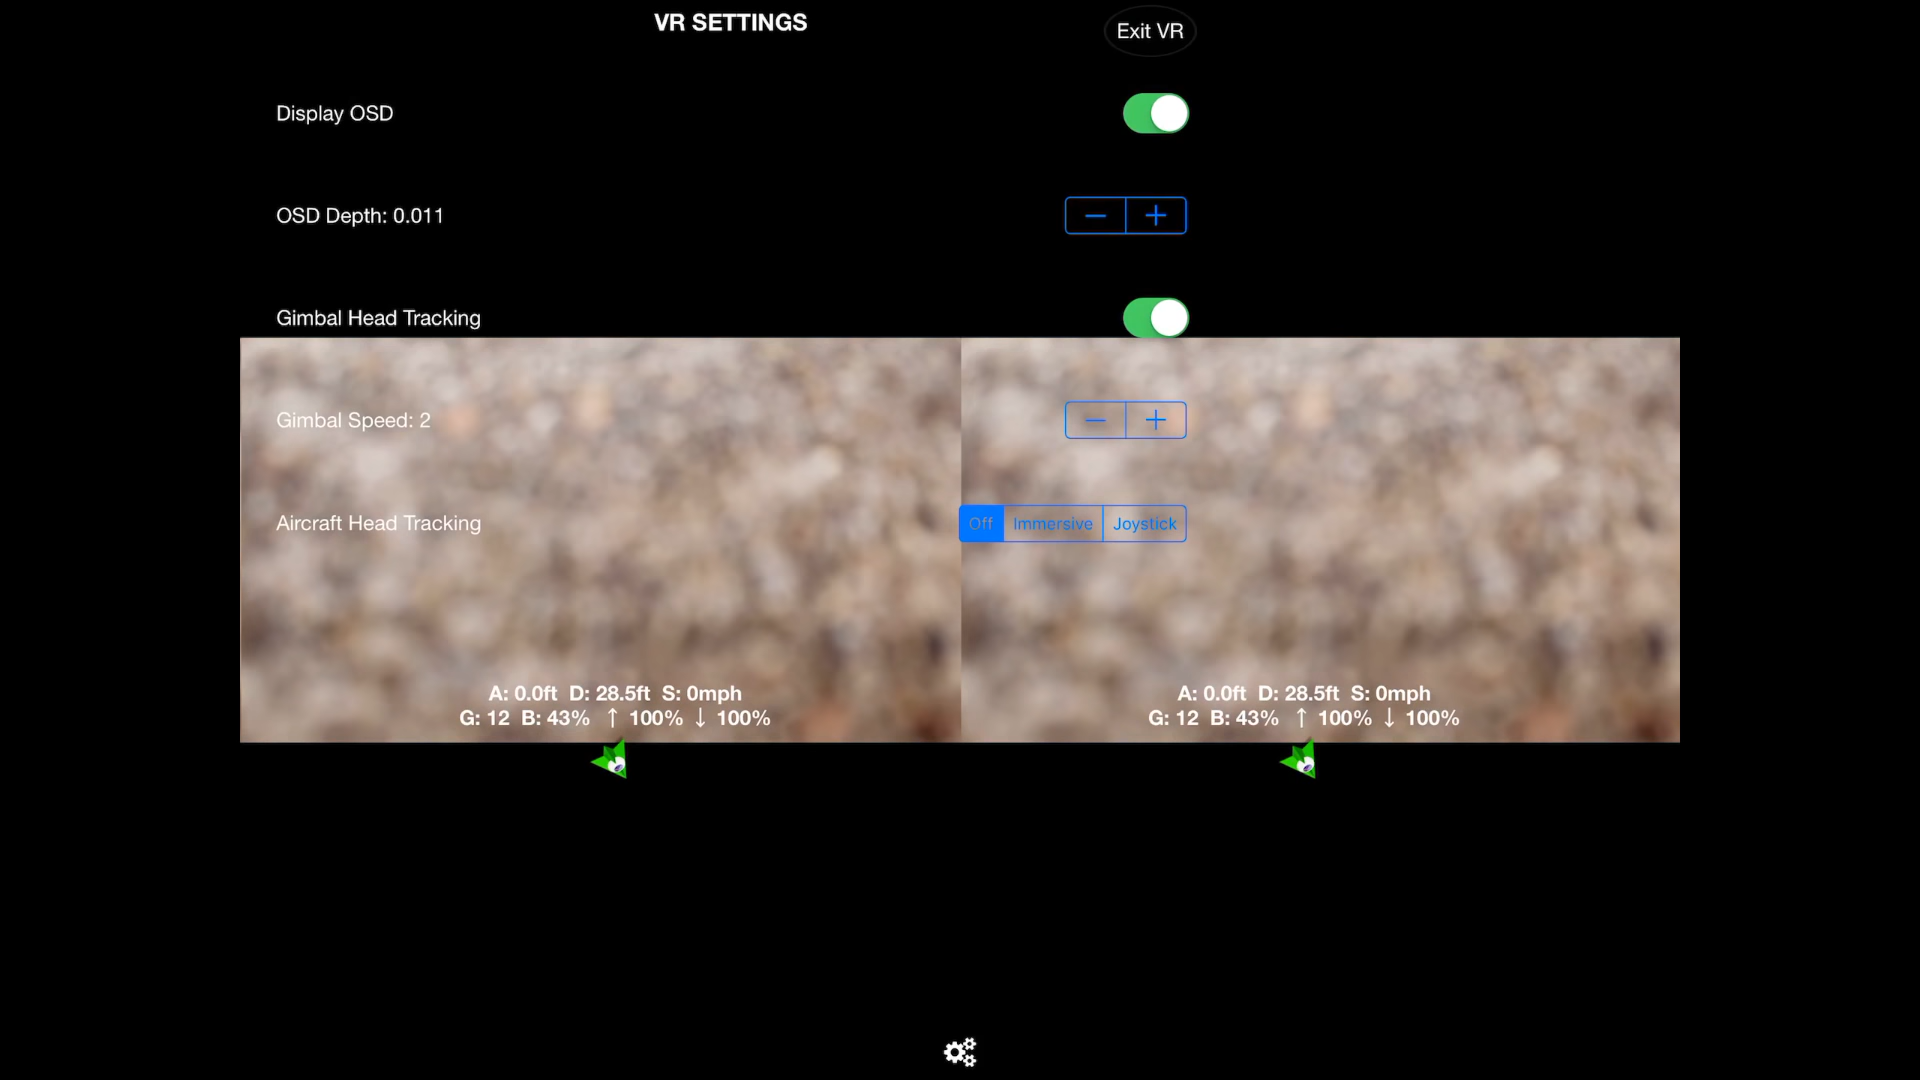 VR SETTINGS
Exit VR
Display OSD
OSD Depth: 0.011
Gimbal Head Tracking
Gimbal Speed: 2
Aircraft Head Tracking
Off Immersive Joystick
A: 0.0ft D: 28.5ft S: 0mph
G: 12 B: 43% ↑ 100% ↓ 100%
A: 0.0ft D: 28.5ft S: 0mph
G: 12 B: 43% ↑ 100% ↓ 100%